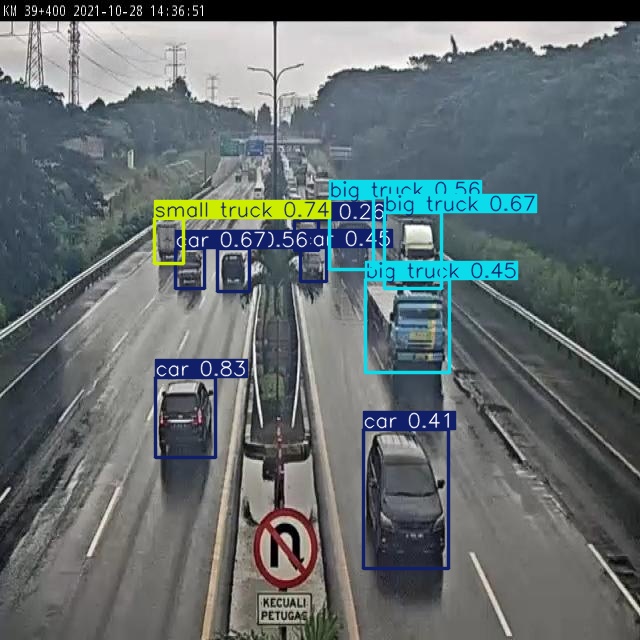 KM 39+400 2021-10-28 14:36:51
big truck 0.56
big truck 0.67
small truck 0.74
0.26
car 0.67
0.56
car 0.45
big truck 0.45
car 0.83
car 0.41
KECUALI
PETUGAS